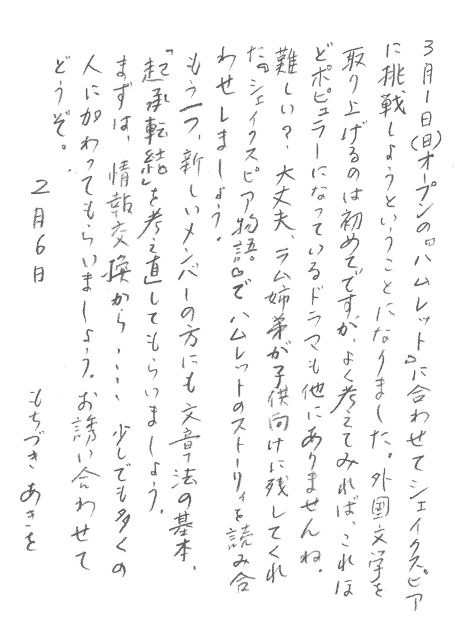 3月1日(日)オープンの『ハムレット』に合わせてシェイクスピア
に挑戦しようということになりました。外国文学を
取り上げるのは初めてですが、よく考えてみれば、これほ
どポピュラーになっているドラマも他にありませんね。
難しい?、大丈夫、ラム姉弟が子供向けに残してくれ
た『シェイクスピア物語』でハムレットのストーリィを読み合
わせしましょう。
もう一つ、新しいメンバーの方にも文章法の基本、
「起承転結」を考え直してもらいましょう。
まずは、情報交換から‥‥ 少しでも多くの
人に加わってもらいましょう。お誘い合わせて
どうぞ。
2月6日
もちづき あきを